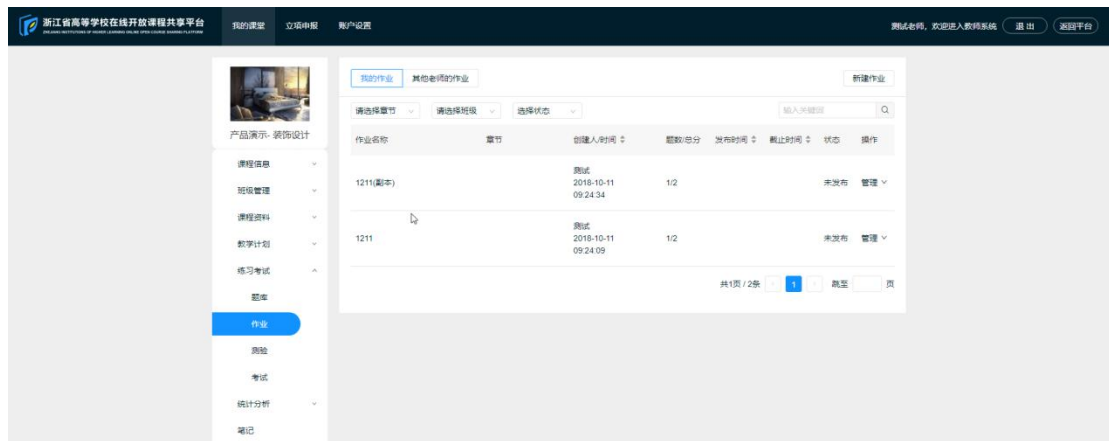 浙江省高等学校在线开放课程共享平台
ZHEJIANG INSTITUTIONS OF HIGHER LEARNING ONLINE OPEN COURSE SHARING PLATFORM
我的课堂 立项申报 账户设置
测试老师，欢迎进入教师系统 退出 返回平台
产品演示- 装饰设计
课程信息
班级管理
课程资料
教学计划
练习考试
题库
作业
测验
考试
统计分析
笔记
我的作业 其他老师的作业 新建作业
请选择章节 请选择班级 选择状态 输入关键词
作业名称 章节 创建人/时间 题数/总分 发布时间 截止时间 状态 操作
1211(副本) 测试 2018-10-11 09:24:34 1/2 未发布 管理
1211 测试 2018-10-11 09:24:09 1/2 未发布 管理
共1页 / 2条 1 跳至 页